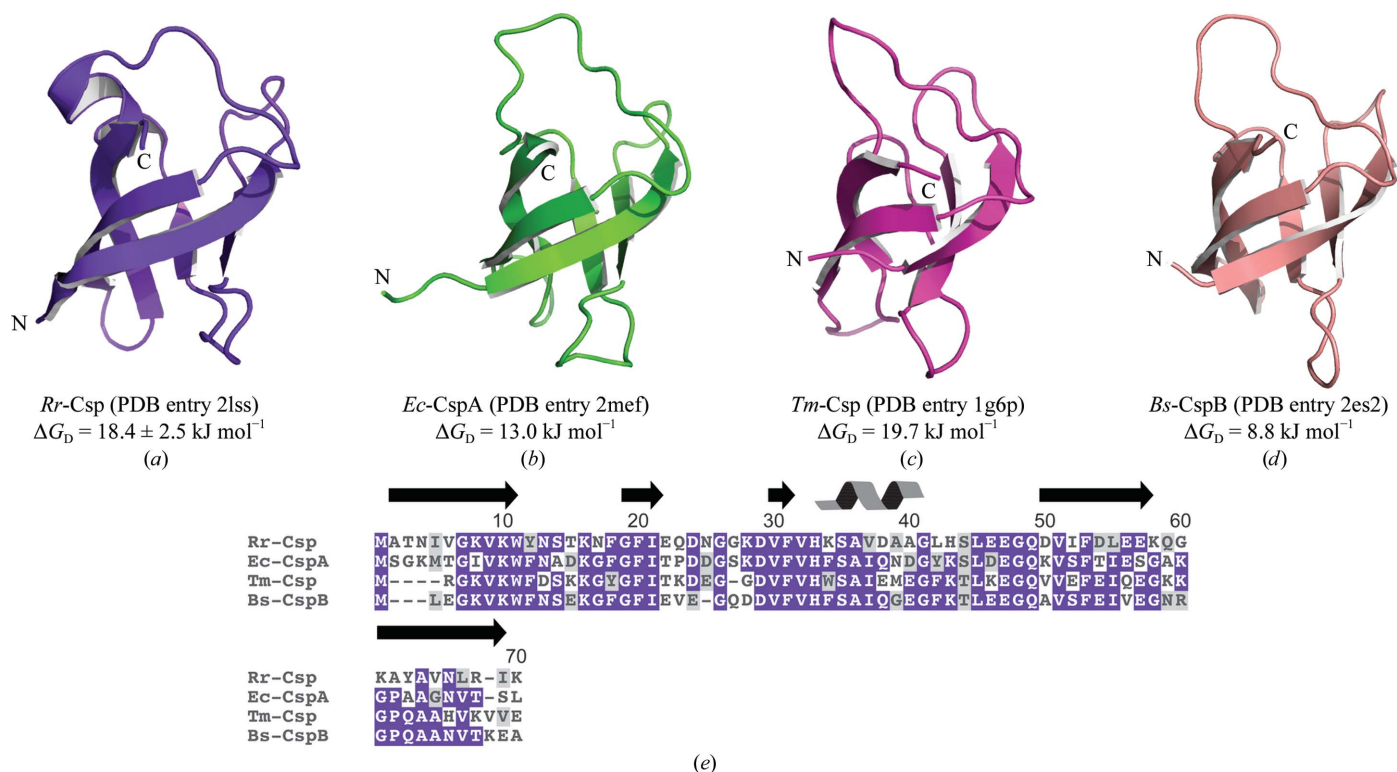 C
N
C
N
C
N
C
N
Rr-Csp (PDB entry 2lss)
ΔG_D = 18.4 ± 2.5 kJ mol⁻¹
(a)
Ec-CspA (PDB entry 2mef)
ΔG_D = 13.0 kJ mol⁻¹
(b)
Tm-Csp (PDB entry 1g6p)
ΔG_D = 19.7 kJ mol⁻¹
(c)
Bs-CspB (PDB entry 2es2)
ΔG_D = 8.8 kJ mol⁻¹
(d)
10 20 30 40 50 60
Rr-Csp MATNIVGKVKWYNSTKNFGFIEQDNGGKDVFVHKSAVDAAGLHSLEEGQDVIFDLEEKQG
Ec-CspA MSGKMTGIVKWFNADKGFGFITPDDGSKDVFVHFSAIQNDGYKSLDEGQKVSFTIESGAK
Tm-Csp M----RGKVKWFDSKKGYGFITKDEG-GDVFVHWSAIEMEGFKTLKEGQVVEFEIQEGKK
Bs-CspB M---LEGKVKWFNSEKGFGFIEVE-GQDDVFVHFSAIQGEGFKTLEEGQAVSFEIVEGNR
70
Rr-Csp KAYAVNLR-IK
Ec-CspA GPAAGNVT-SL
Tm-Csp GPQAAHVKVVE
Bs-CspB GPQAANVTKEA
(e)